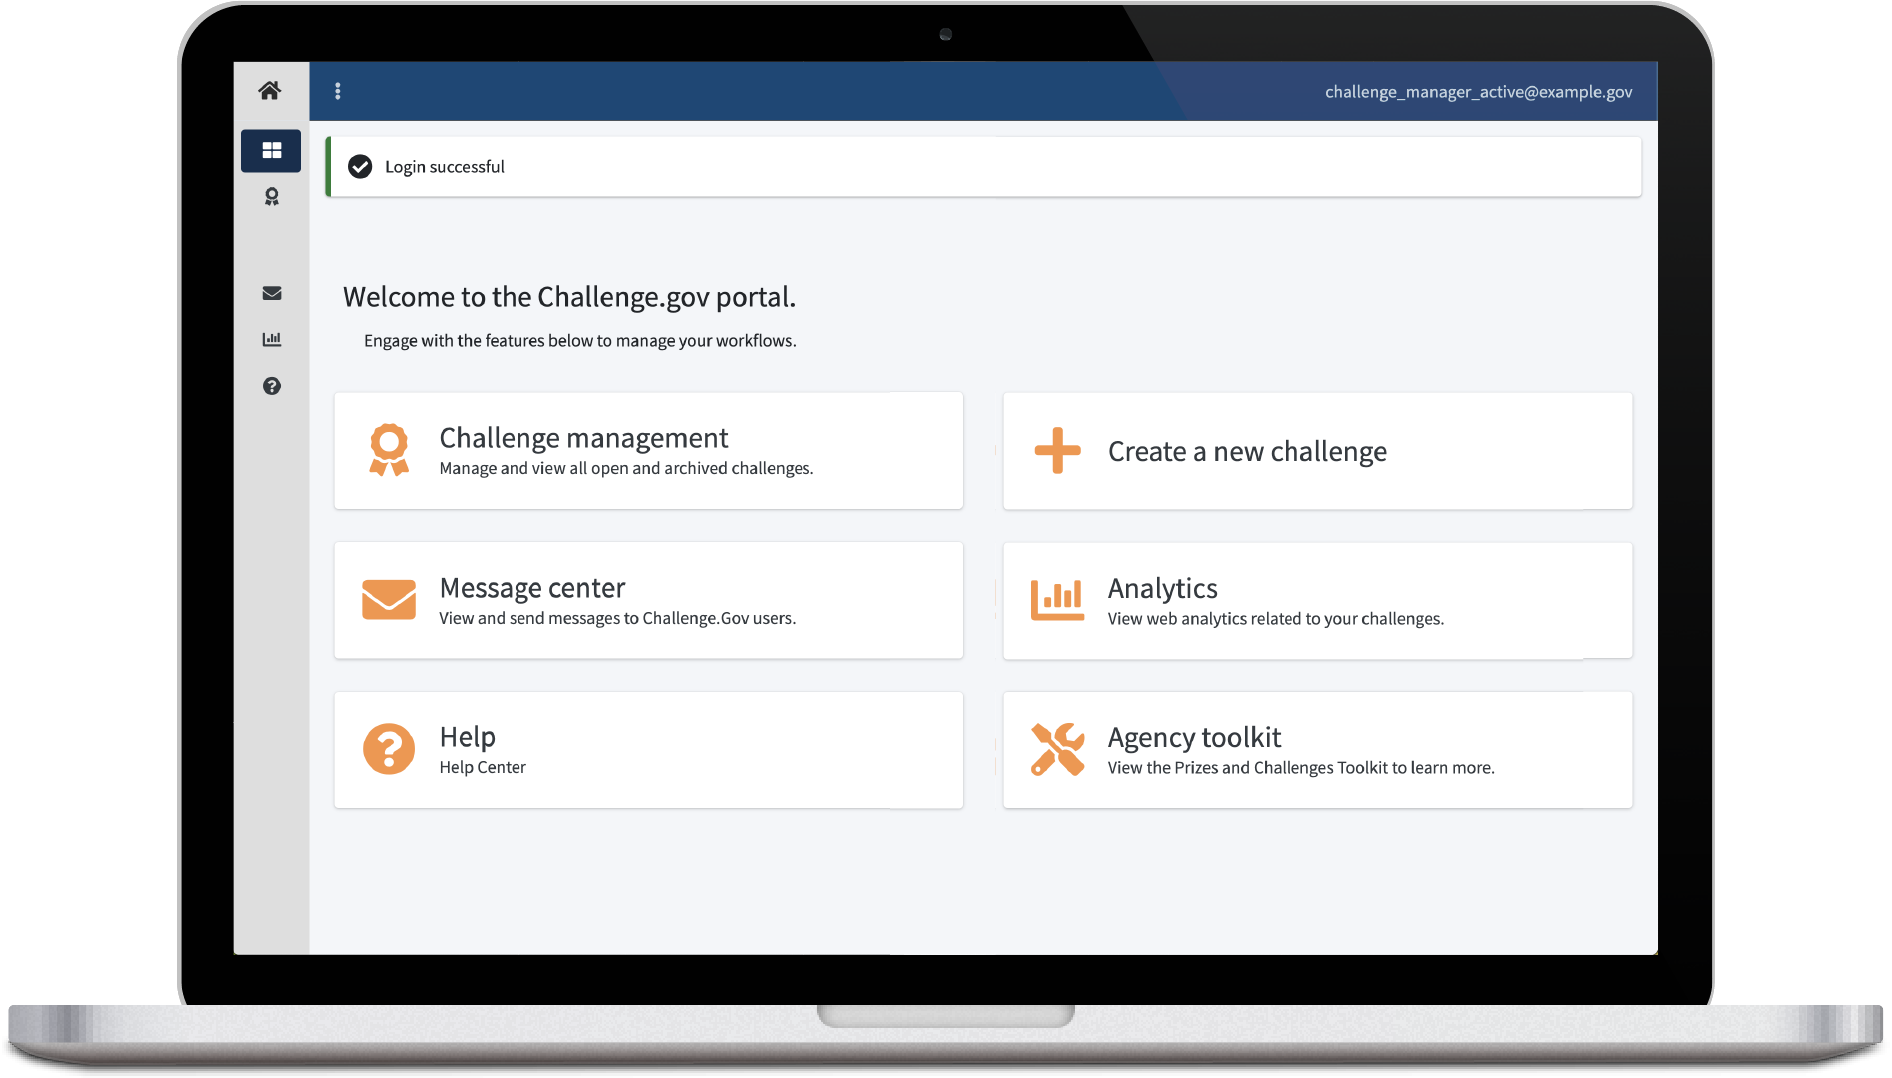 challenge_manager_active@example.gov
Login successful
Welcome to the Challenge.gov portal.
Engage with the features below to manage your workflows.
Challenge management
Manage and view all open and archived challenges.
Create a new challenge
Message center
View and send messages to Challenge.Gov users.
Analytics
View web analytics related to your challenges.
Help
Help Center
Agency toolkit
View the Prizes and Challenges Toolkit to learn more.